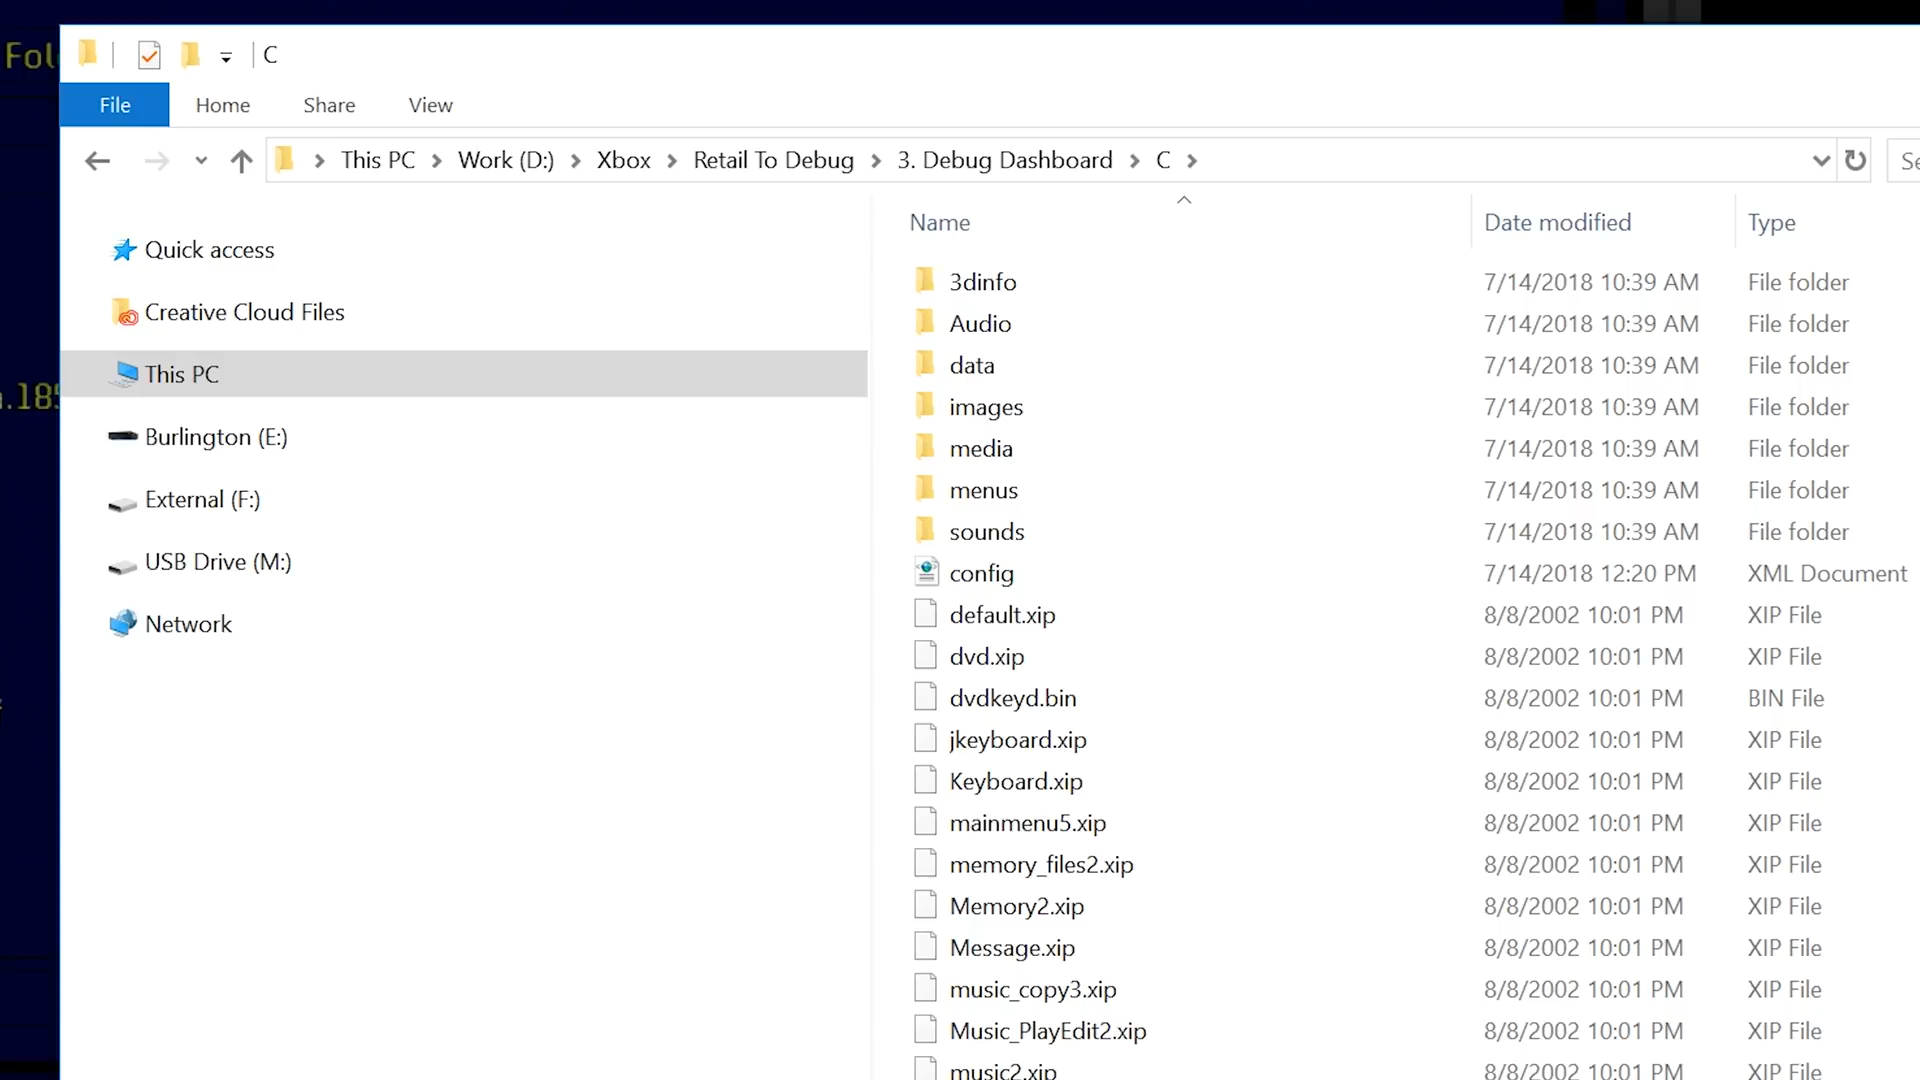 C
Fol
File Home Share View
This PC Work (D:) Xbox Retail To Debug 3. Debug Dashboard C
Name Date modified Type
Quick access
Creative Cloud Files
This PC
Burlington (E:)
External (F:)
USB Drive (M:)
Network
3dinfo 7/14/2018 10:39 AM File folder
Audio 7/14/2018 10:39 AM File folder
data 7/14/2018 10:39 AM File folder
images 7/14/2018 10:39 AM File folder
media 7/14/2018 10:39 AM File folder
menus 7/14/2018 10:39 AM File folder
sounds 7/14/2018 10:39 AM File folder
config 7/14/2018 12:20 PM XML Document
default.xip 8/8/2002 10:01 PM XIP File
dvd.xip 8/8/2002 10:01 PM XIP File
dvdkeyd.bin 8/8/2002 10:01 PM BIN File
jkeyboard.xip 8/8/2002 10:01 PM XIP File
Keyboard.xip 8/8/2002 10:01 PM XIP File
mainmenu5.xip 8/8/2002 10:01 PM XIP File
memory_files2.xip 8/8/2002 10:01 PM XIP File
Memory2.xip 8/8/2002 10:01 PM XIP File
Message.xip 8/8/2002 10:01 PM XIP File
music_copy3.xip 8/8/2002 10:01 PM XIP File
Music_PlayEdit2.xip 8/8/2002 10:01 PM XIP File
music2.xip 8/8/2002 10:01 PM XIP File